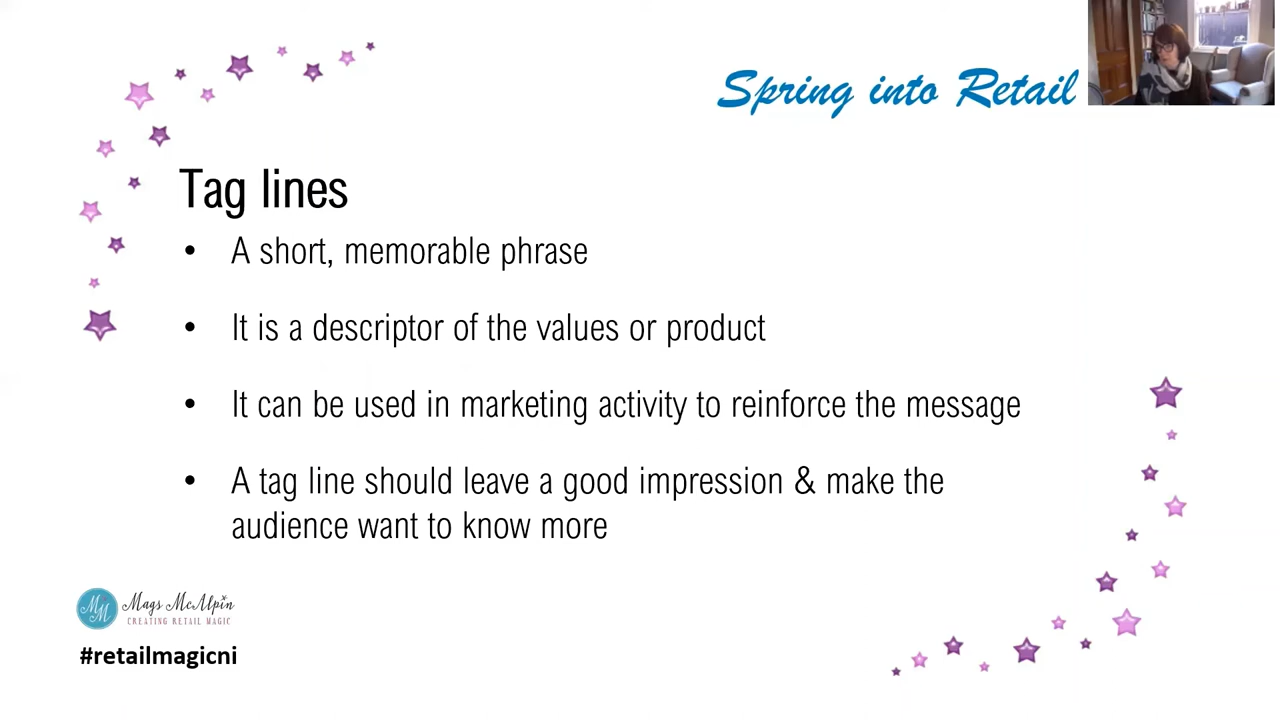 Spring into Retail
Tag lines
• A short, memorable phrase
• It is a descriptor of the values or product
• It can be used in marketing activity to reinforce the message
• A tag line should leave a good impression & make the
audience want to know more
MM
Mags McAlpin
CREATING RETAIL MAGIC
#retailmagicni